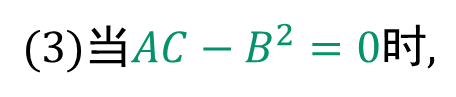 (3)当AC − B² = 0时,